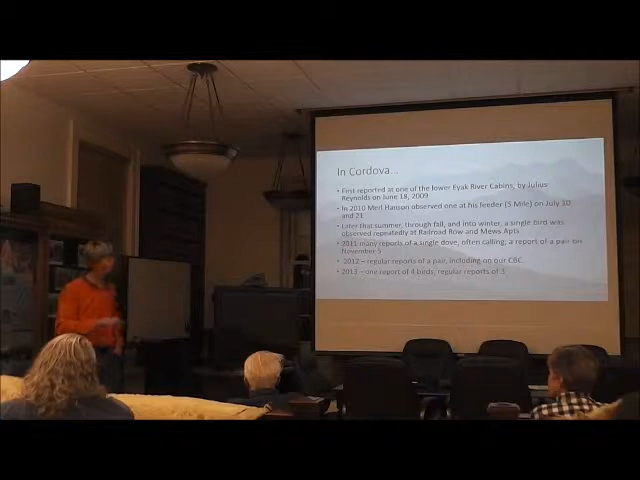 In Cordova...
• First reported at one of the lower Eyak River Cabins, by Julius
Reynolds on June 18, 2009
• In 2010 Merl Hanson observed one at his feeder (5 Mile) on July 10
and 21
• Later that summer, through fall, and into winter, a single bird was
observed repeatedly at Railroad Row and Mews Apts
• 2011 many reports of a single dove, often calling; a report of a pair on
November 5
• 2012 – regular reports of a pair, including on our CBC
• 2013 – one report of 4 birds, regular reports of 3